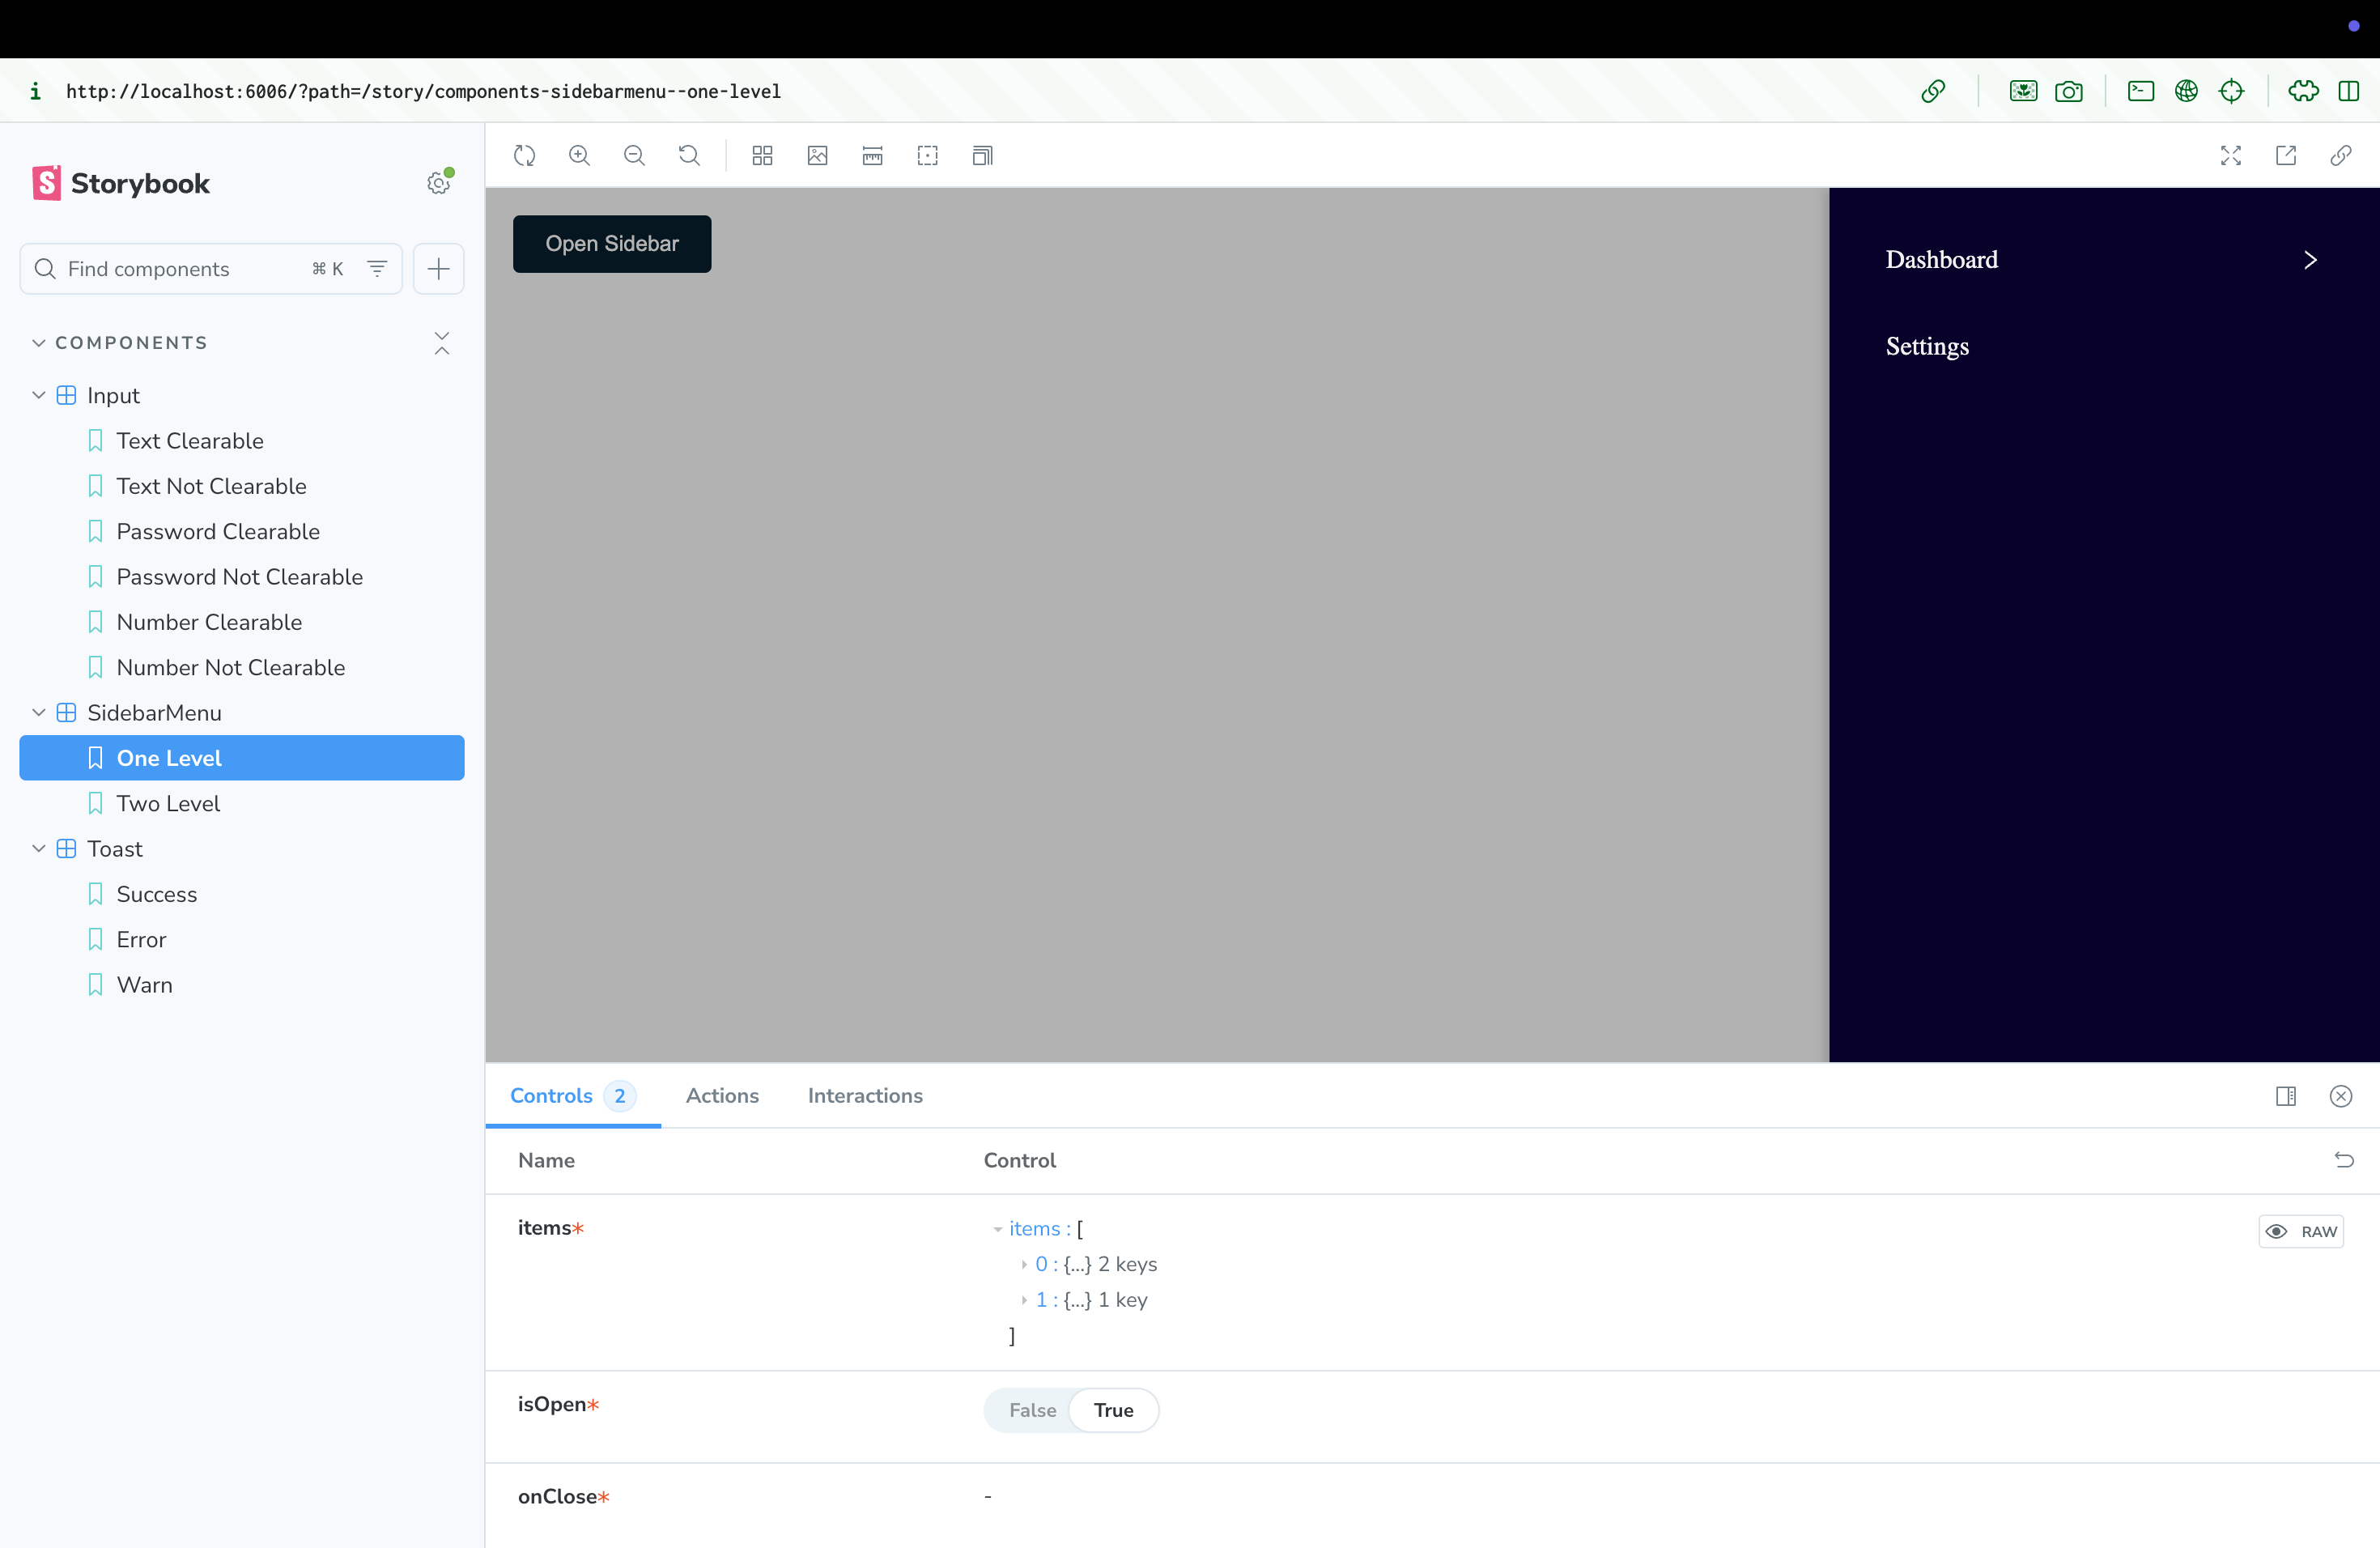 http://localhost:6006/?path=/story/components-sidebarmenu--one-level
Storybook
Find components ⌘ K
COMPONENTS
Input
Text Clearable
Text Not Clearable
Password Clearable
Password Not Clearable
Number Clearable
Number Not Clearable
SidebarMenu
One Level
Two Level
Toast
Success
Error
Warn
Open Sidebar
Dashboard
Settings
Controls 2 Actions Interactions
Name Control
items* items : [ RAW
0 : {...} 2 keys
1 : {...} 1 key
]
isOpen* False True
onClose* -